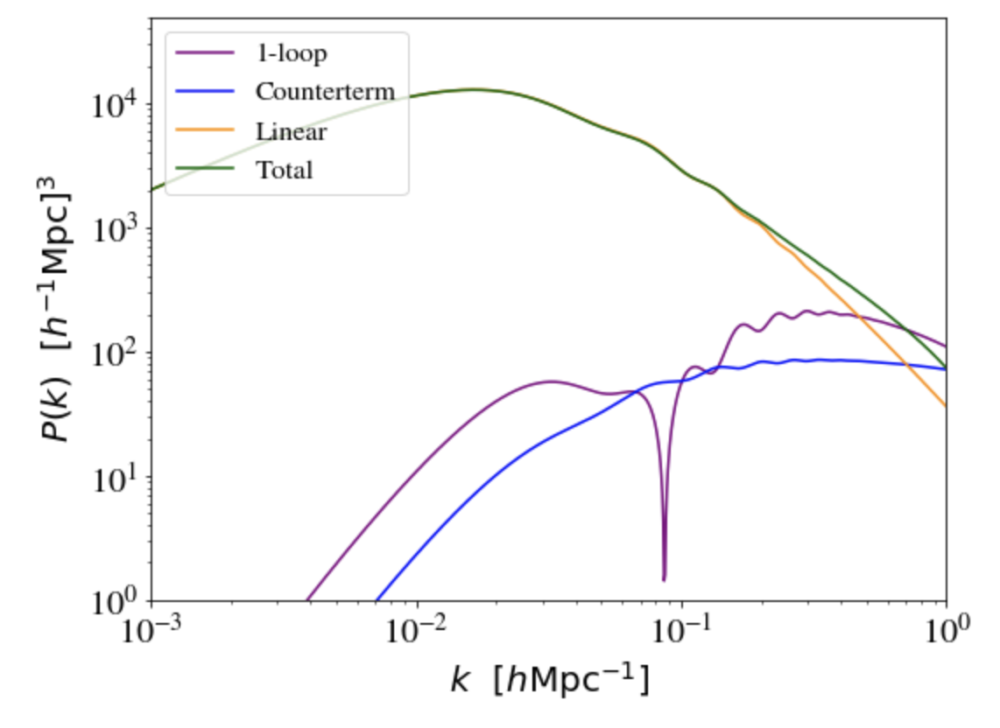 1-loop
Counterterm
Linear
Total
10⁴
10³
10²
10¹
10⁰
P(k) [h⁻¹Mpc]³
10⁻³ 10⁻² 10⁻¹ 10⁰
k [hMpc⁻¹]